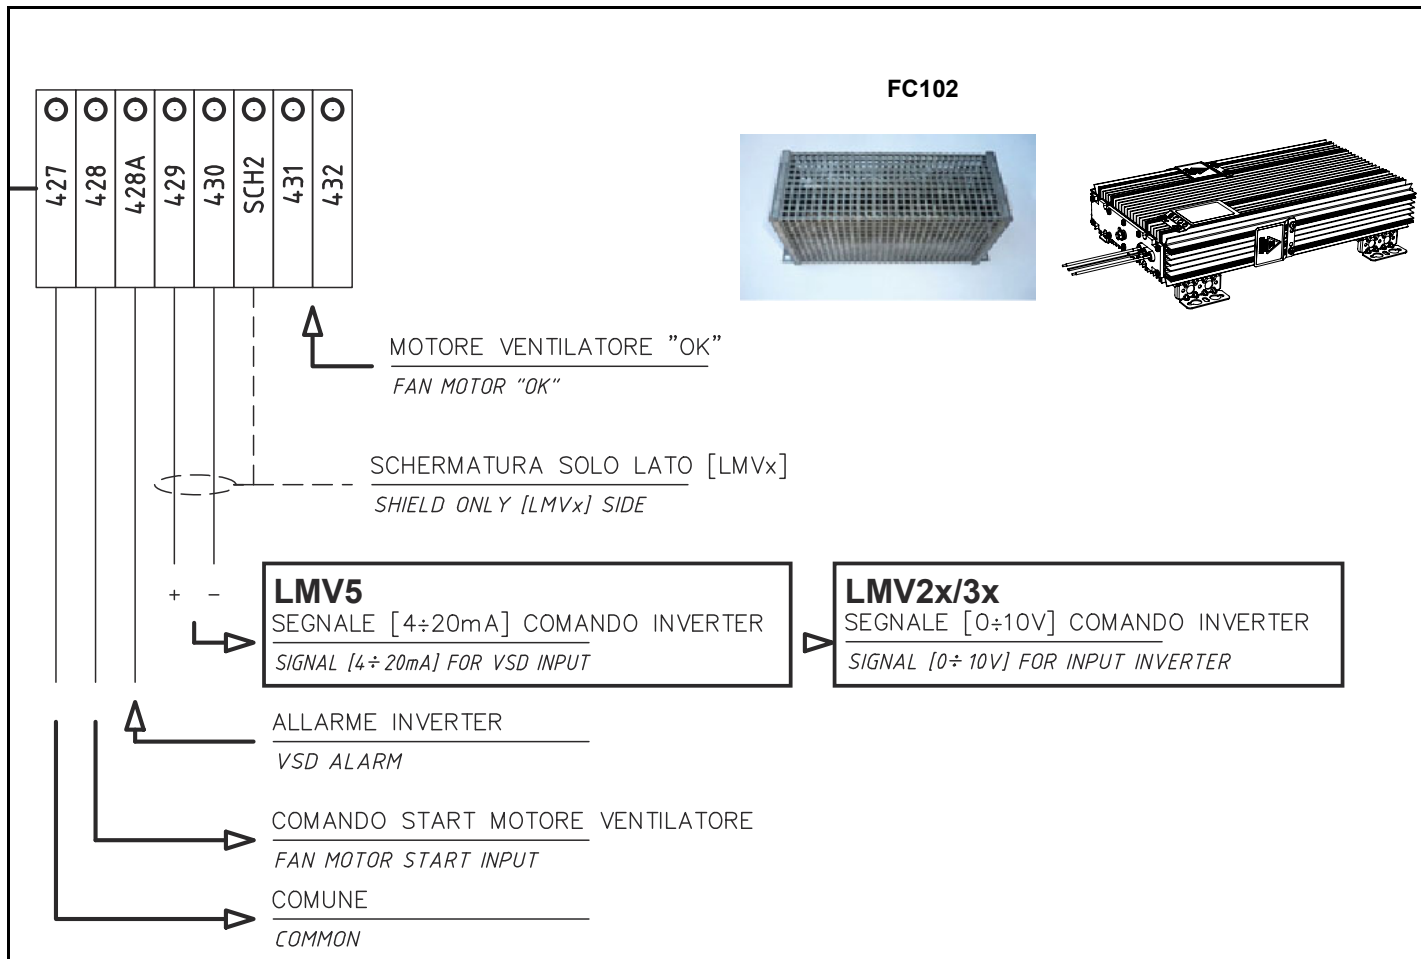 FC102
427
428
428A
429
430
SCH2
431
432
MOTORE VENTILATORE ”OK”
FAN MOTOR "OK"
SCHERMATURA SOLO LATO [LMVx]
SHIELD ONLY [LMVx] SIDE
+ −
LMV5
SEGNALE [4÷20mA] COMANDO INVERTER
SIGNAL [4÷20mA] FOR VSD INPUT
LMV2x/3x
SEGNALE [0÷10V] COMANDO INVERTER
SIGNAL [0÷10V] FOR INPUT INVERTER
ALLARME INVERTER
VSD ALARM
COMANDO START MOTORE VENTILATORE
FAN MOTOR START INPUT
COMUNE
COMMON